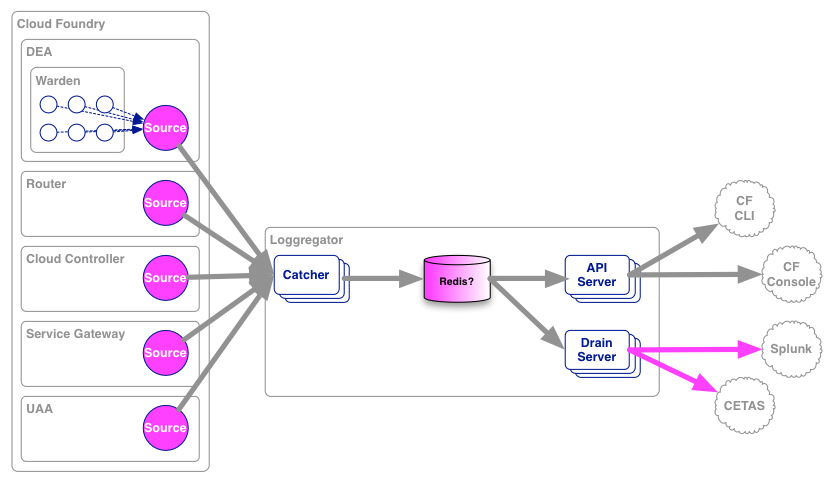 Cloud Foundry
DEA
Warden
Source
Router
Source
Cloud Controller
Source
Service Gateway
Source
UAA
Source
Loggregator
Catcher
Redis?
API
Server
Drain
Server
CF
CLI
CF
Console
Splunk
CETAS